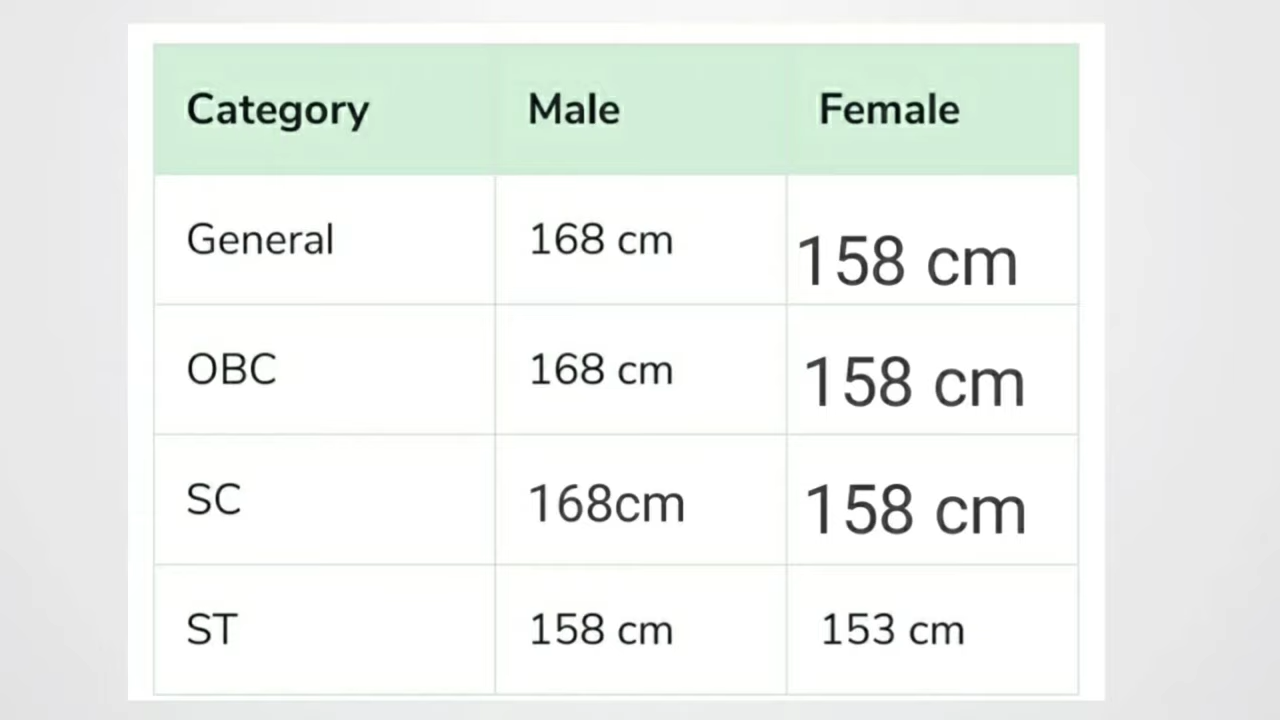 Category Male Female
General 168 cm 158 cm
OBC 168 cm 158 cm
SC 168cm 158 cm
ST 158 cm 153 cm